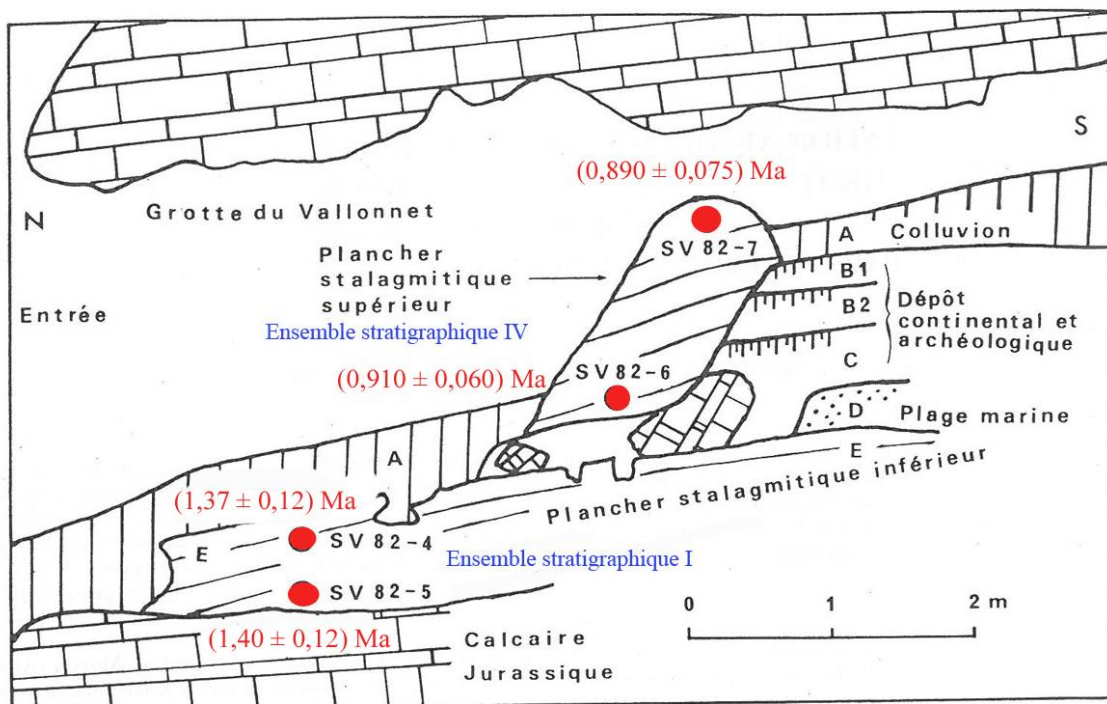 S
(0,890 ± 0,075) Ma
N
Grotte du Vallonnet
SV 82-7
A Colluvion
Plancher
stalagmitique
supérieur
B1
B2
C
Dépôt
continental et
archéologique
Entrée
Ensemble stratigraphique IV
(0,910 ± 0,060) Ma
SV 82-6
D Plage marine
E
Plancher stalagmitique inférieur
A
(1,37 ± 0,12) Ma
E
SV 82-4
Ensemble stratigraphique I
SV 82-5
(1,40 ± 0,12) Ma
Calcaire
Jurassique
0 1 2 m